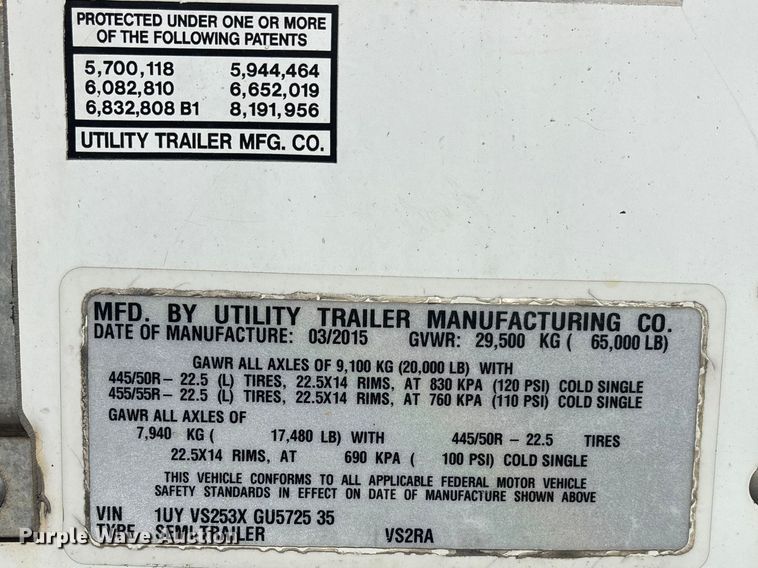 PROTECTED UNDER ONE OR MORE
OF THE FOLLOWING PATENTS
5,700,118 5,944,464
6,082,810 6,652,019
6,832,808 B1 8,191,956
UTILITY TRAILER MFG. CO.
MFD. BY UTILITY TRAILER MANUFACTURING CO.
DATE OF MANUFACTURE: 03/2015 GVWR: 29,500 KG ( 65,000 LB)
GAWR ALL AXLES OF 9,100 KG (20,000 LB) WITH
445/50R- 22.5 (L) TIRES, 22.5X14 RIMS, AT 830 KPA (120 PSI) COLD SINGLE
455/55R- 22.5 (L) TIRES, 22.5X14 RIMS, AT 760 KPA (110 PSI) COLD SINGLE
GAWR ALL AXLES OF
7,940 KG ( 17,480 LB) WITH 445/50R- 22.5 TIRES
22.5X14 RIMS, AT 690 KPA ( 100 PSI) COLD SINGLE
THIS VEHICLE CONFORMS TO ALL APPLICABLE FEDERAL MOTOR VEHICLE
SAFETY STANDARDS IN EFFECT ON DATE OF MANUFACTURE SHOWN ABOVE
VIN 1UY VS253X GU5725 35
TYPE SEMI-TRAILER VS2RA
Purple Wave Auction